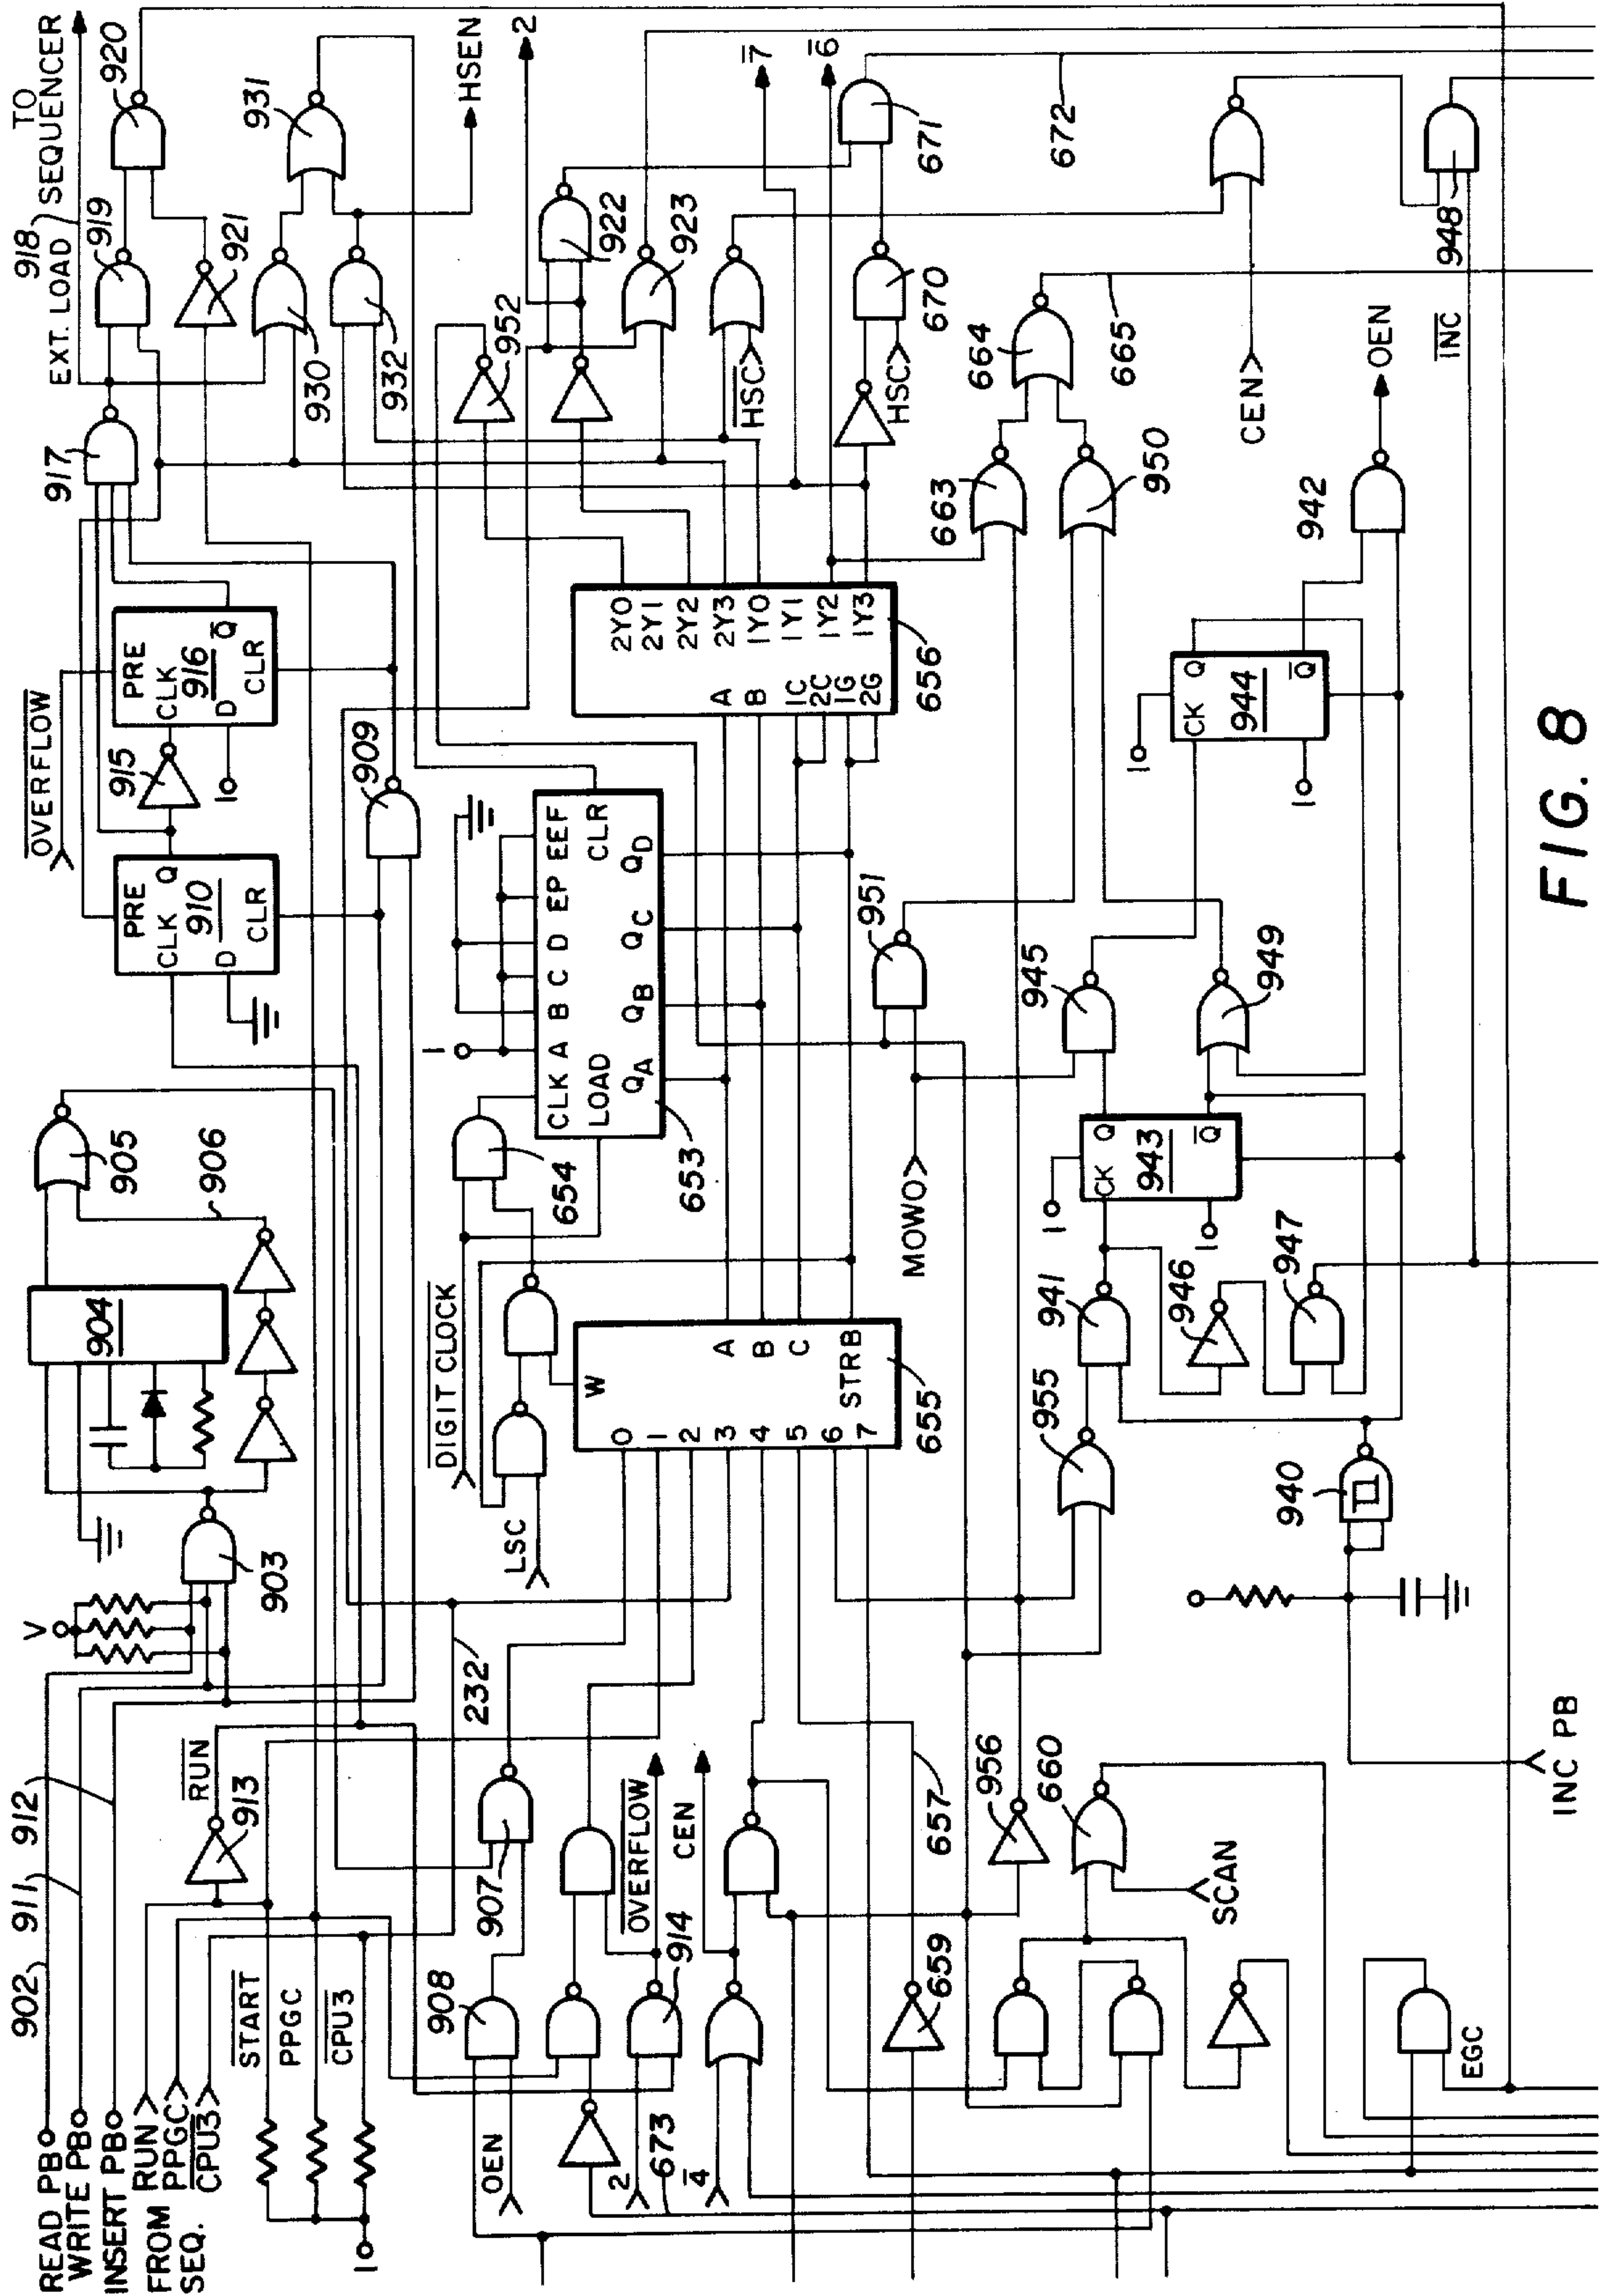 READ PB
WRITE PB
INSERT PB
FROM RUN
SEQ. PPGC
CPU3
902
911
912
START
PPGC
CPU3
1
RUN
913
V
903
904
905
906
OVERFLOW
PRE
CLK Q
910
D
CLR
915
PRE
CLK
916
D Q
CLR
909
917
918
TO
EXT. LOAD
SEQUENCER
919
920
921
930
931
932
HSEN
2
7
6
952
922
923
HSC
HSC
670
671
672
232
908
907
OEN
2
673
4
914
OVERFLOW
CEN
DIGIT CLOCK
LSC
654
1
CLK A B C D EP EEF
LOAD
CLR
QA QB QC QD
653
W
0
1
2
3
4
5
6
7
A
B
C
STRB
655
A
B
1C
2C
1G
2G
2Y0
2Y1
2Y2
2Y3
1Y0
1Y1
1Y2
1Y3
656
657
659
956
660
SCAN
EGC
MOWO
951
663
664
665
950
CEN
948
INC
OEN
942
955
941
940
946
947
1
CK Q
943
Q
1
945
949
1
CK Q
944
Q
1
INC PB
FIG. 8